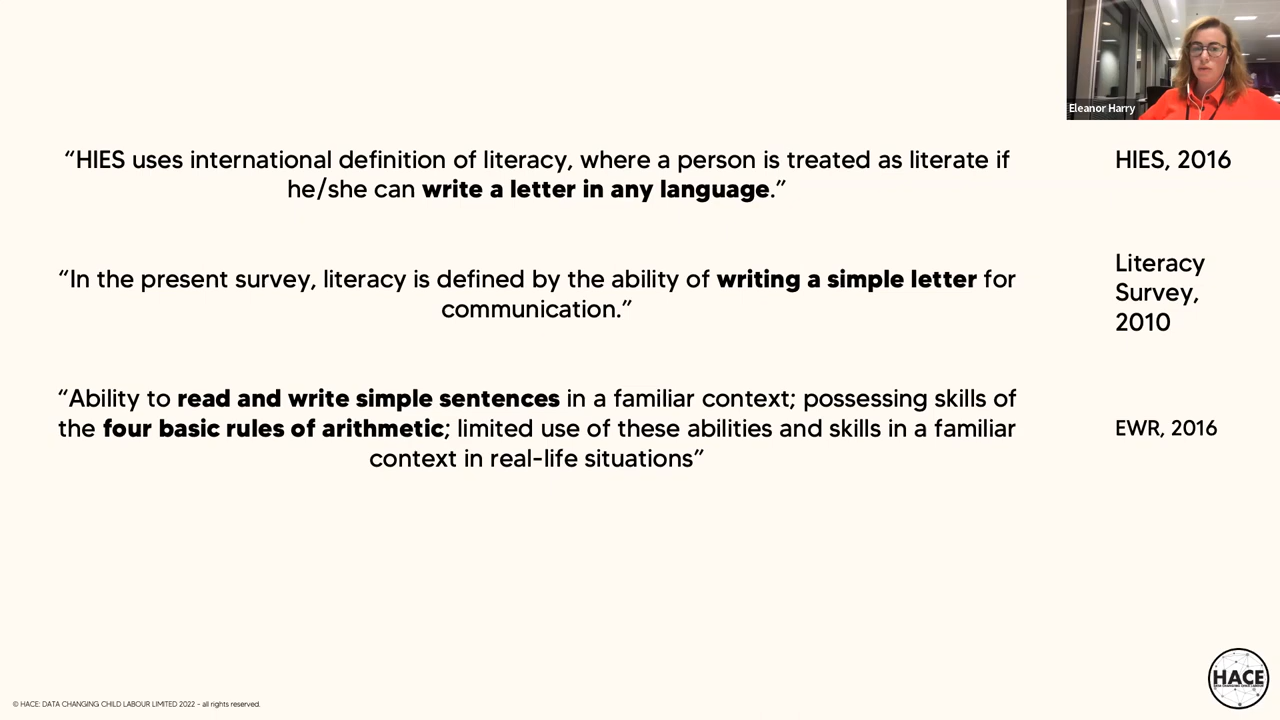 Eleanor Harry
“HIES uses international definition of literacy, where a person is treated as literate if
he/she can write a letter in any language.”
HIES, 2016
“In the present survey, literacy is defined by the ability of writing a simple letter for
communication.”
Literacy
Survey,
2010
“Ability to read and write simple sentences in a familiar context; possessing skills of
the four basic rules of arithmetic; limited use of these abilities and skills in a familiar
context in real-life situations”
EWR, 2016
HACE
DATA CHANGING CHILD LABOUR
© HACE: DATA CHANGING CHILD LABOUR LIMITED 2022 - all rights reserved.